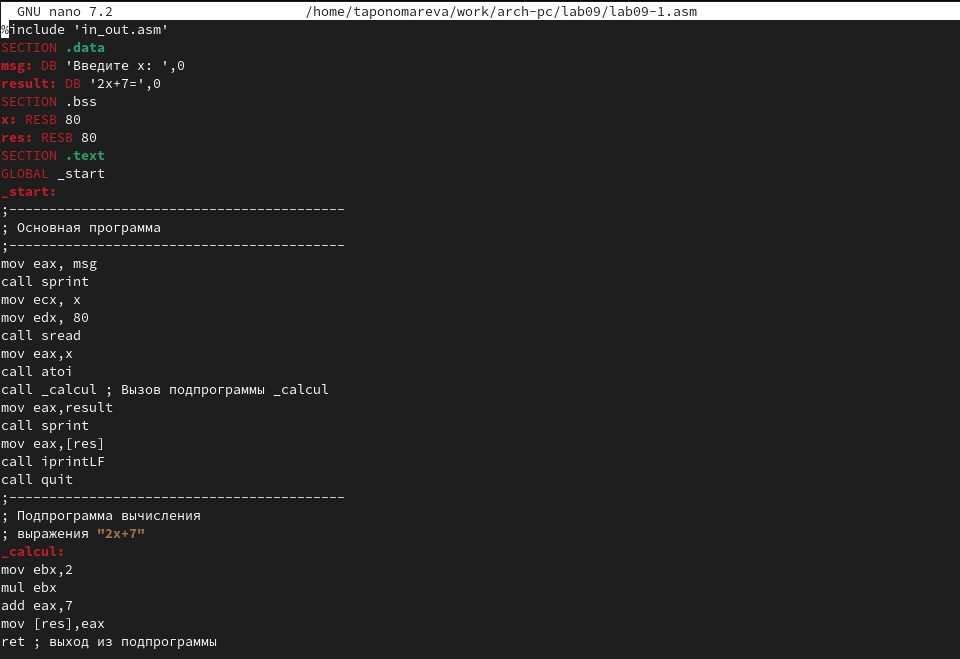 GNU nano 7.2 /home/taponomareva/work/arch-pc/lab09/lab09-1.asm
%include 'in_out.asm'
SECTION .data
msg: DB 'Введите x: ',0
result: DB '2x+7=',0
SECTION .bss
x: RESB 80
res: RESB 80
SECTION .text
GLOBAL _start
_start:
;------------------------------------------
; Основная программа
;------------------------------------------
mov eax, msg
call sprint
mov ecx, x
mov edx, 80
call sread
mov eax,x
call atoi
call _calcul ; Вызов подпрограммы _calcul
mov eax,result
call sprint
mov eax,[res]
call iprintLF
call quit
;------------------------------------------
; Подпрограмма вычисления
; выражения "2x+7"
_calcul:
mov ebx,2
mul ebx
add eax,7
mov [res],eax
ret ; выход из подпрограммы